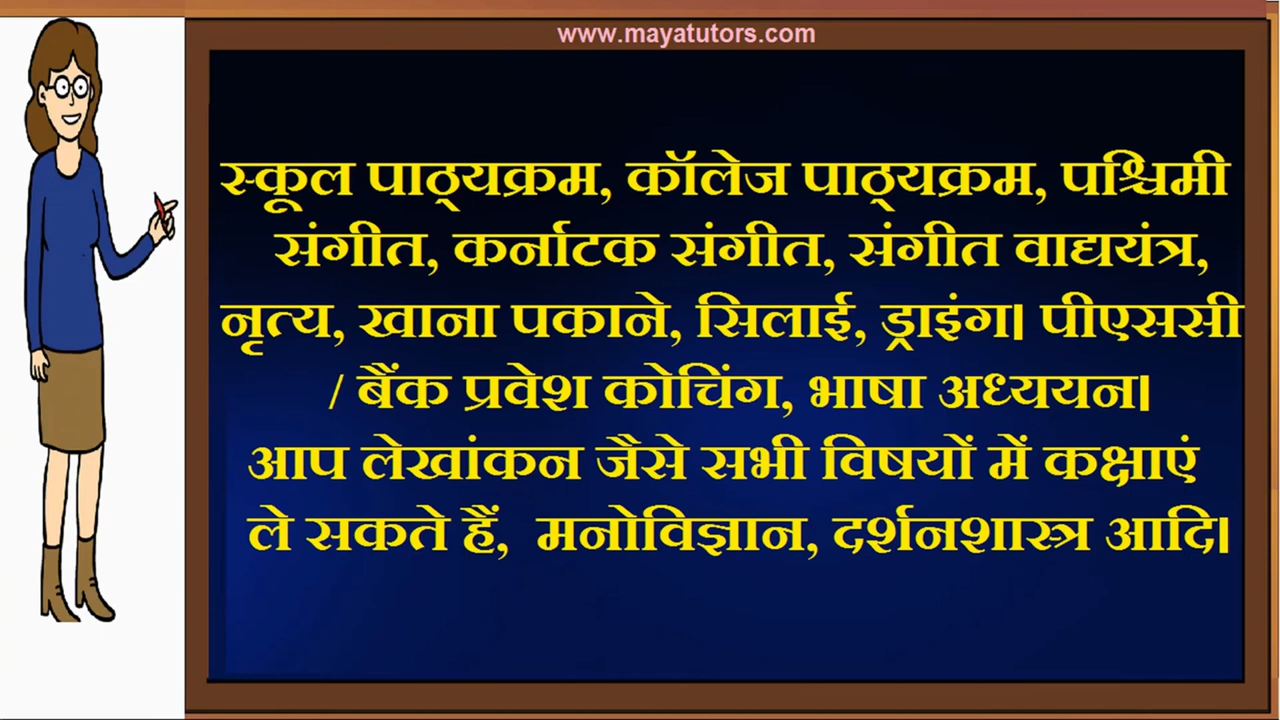 www.mayatutors.com
स्कूल पाठ्यक्रम, कॉलेज पाठ्यक्रम, पश्चिमी
संगीत, कर्नाटक संगीत, संगीत वाद्ययंत्र,
नृत्य, खाना पकाने, सिलाई, ड्राइंग। पीएससी
/ बैंक प्रवेश कोचिंग, भाषा अध्ययन।
आप लेखांकन जैसे सभी विषयों में कक्षाएं
ले सकते हैं, मनोविज्ञान, दर्शनशास्त्र आदि।